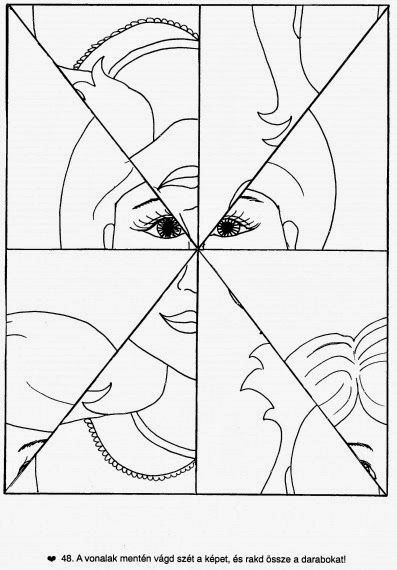 ❤ 48. A vonalak mentén vágd szét a képet, és rakd össze a darabokat!